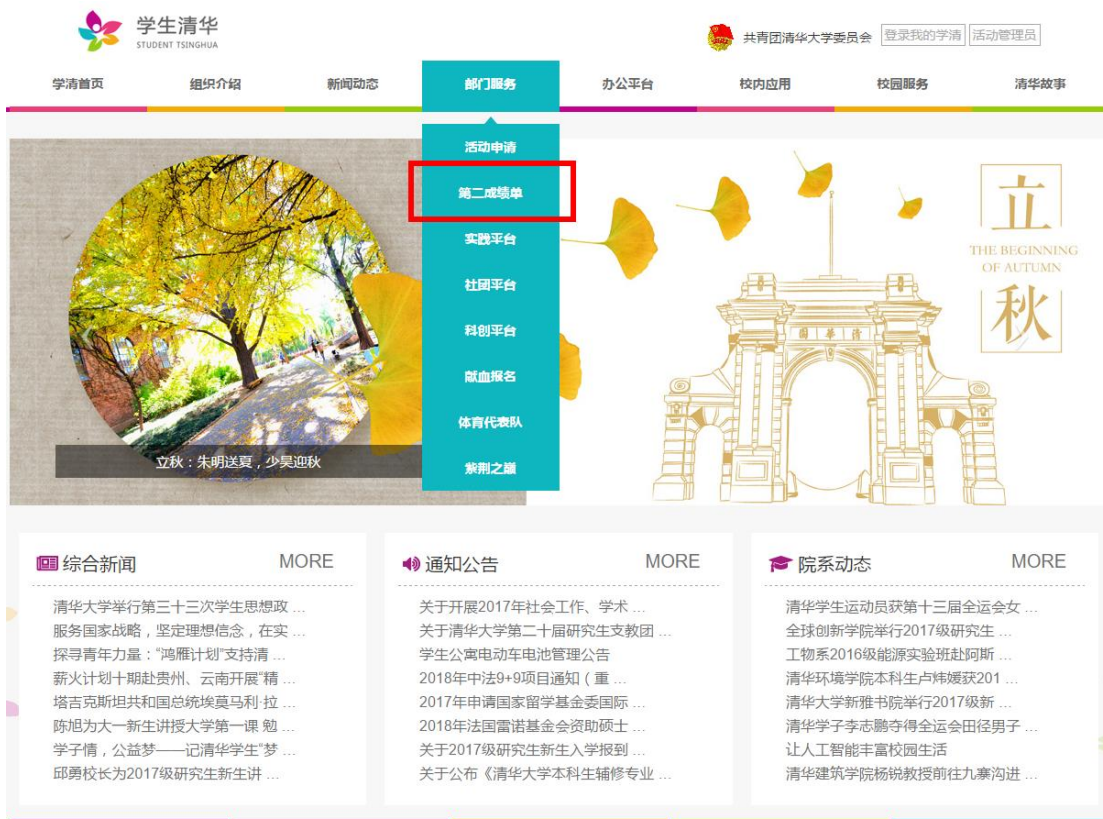 学生清华
STUDENT TSINGHUA
共青团清华大学委员会 登录我的学清 活动管理员
学清首页 组织介绍 新闻动态 部门服务 办公平台 校内应用 校园服务 清华故事
活动申请
第二成绩单
实践平台
社团平台
科创平台
献血报名
体育代表队
紫荆之巅
立秋：朱明送夏，少昊迎秋
立
THE BEGINNING
OF AUTUMN
秋
園華清
综合新闻 MORE
清华大学举行第三十三次学生思想政 ...
服务国家战略，坚定理想信念，在实 ...
探寻青年力量：“鸿雁计划”支持清 ...
薪火计划十期赴贵州、云南开展“精 ...
塔吉克斯坦共和国总统埃莫马利·拉 ...
陈旭为大一新生讲授大学第一课 勉 ...
学子情，公益梦——记清华学生“梦 ...
邱勇校长为2017级研究生新生讲 ...
通知公告 MORE
关于开展2017年社会工作、学术 ...
关于清华大学第二十届研究生支教团 ...
学生公寓电动车电池管理公告
2018年中法9+9项目通知 ( 重 ...
2017年申请国家留学基金委国际 ...
2018年法国雷诺基金会资助硕士 ...
关于2017级研究生新生入学报到 ...
关于公布《清华大学本科生辅修专业 ...
院系动态 MORE
清华学生运动员获第十三届全运会女 ...
全球创新学院举行2017级研究生 ...
工物系2016级能源实验班赴阿斯 ...
清华环境学院本科生卢炜媛获201 ...
清华大学新雅书院举行2017级新 ...
清华学子李志鹏夺得全运会田径男子 ...
让人工智能丰富校园生活
清华建筑学院杨锐教授前往九寨沟进 ...